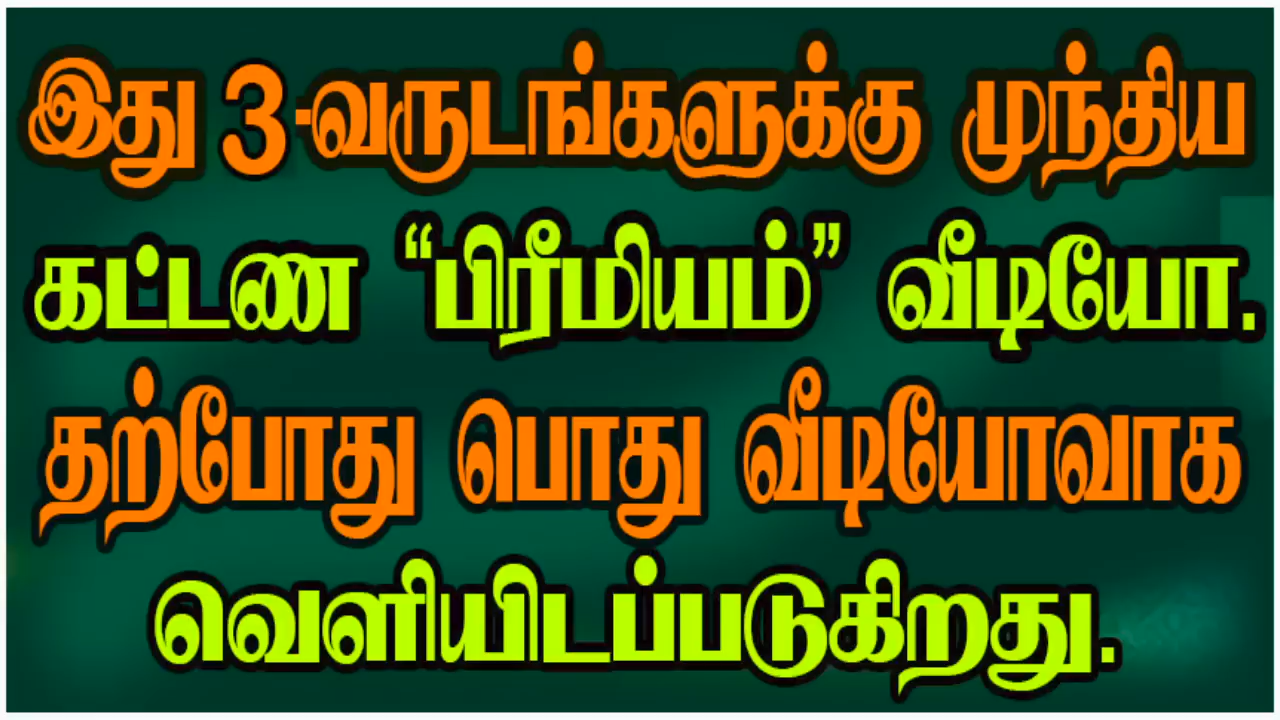 இது 3-வருடங்களுக்கு முந்திய
கட்டண “பிரீமியம்” வீடியோ.
தற்போது பொது வீடியோவாக
வெளியிடப்படுகிறது.